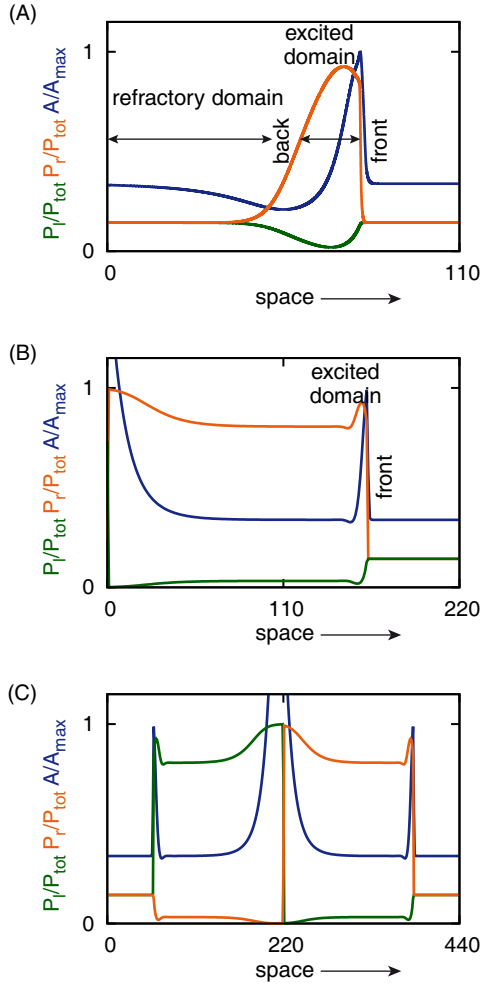 (A)
P_l/P_tot P_r/P_tot A/A_max
1
0
excited
domain
refractory domain
back
front
0
110
space
(B)
P_l/P_tot P_r/P_tot A/A_max
1
0
excited
domain
front
0
110
220
space
(C)
P_l/P_tot P_r/P_tot A/A_max
1
0
0
220
440
space